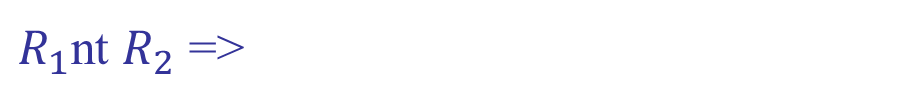 R₁nt R₂ =>